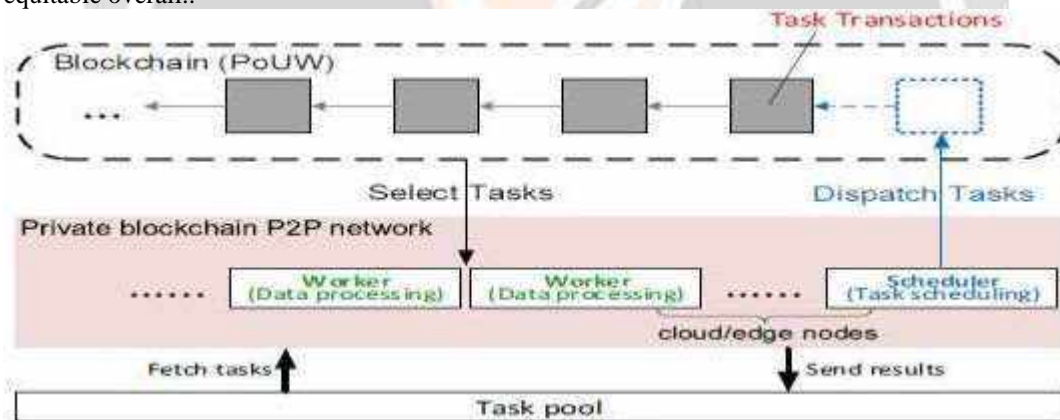 equitable overall..
Task Transactions
Blockchain (PoUW)
...
Select Tasks
Dispatch Tasks
Private blockchain P2P network
...... Worker Worker ...... Scheduler
(Data processing) (Data processing) (Task scheduling)
cloud/edge nodes
Fetch tasks Send results
Task pool